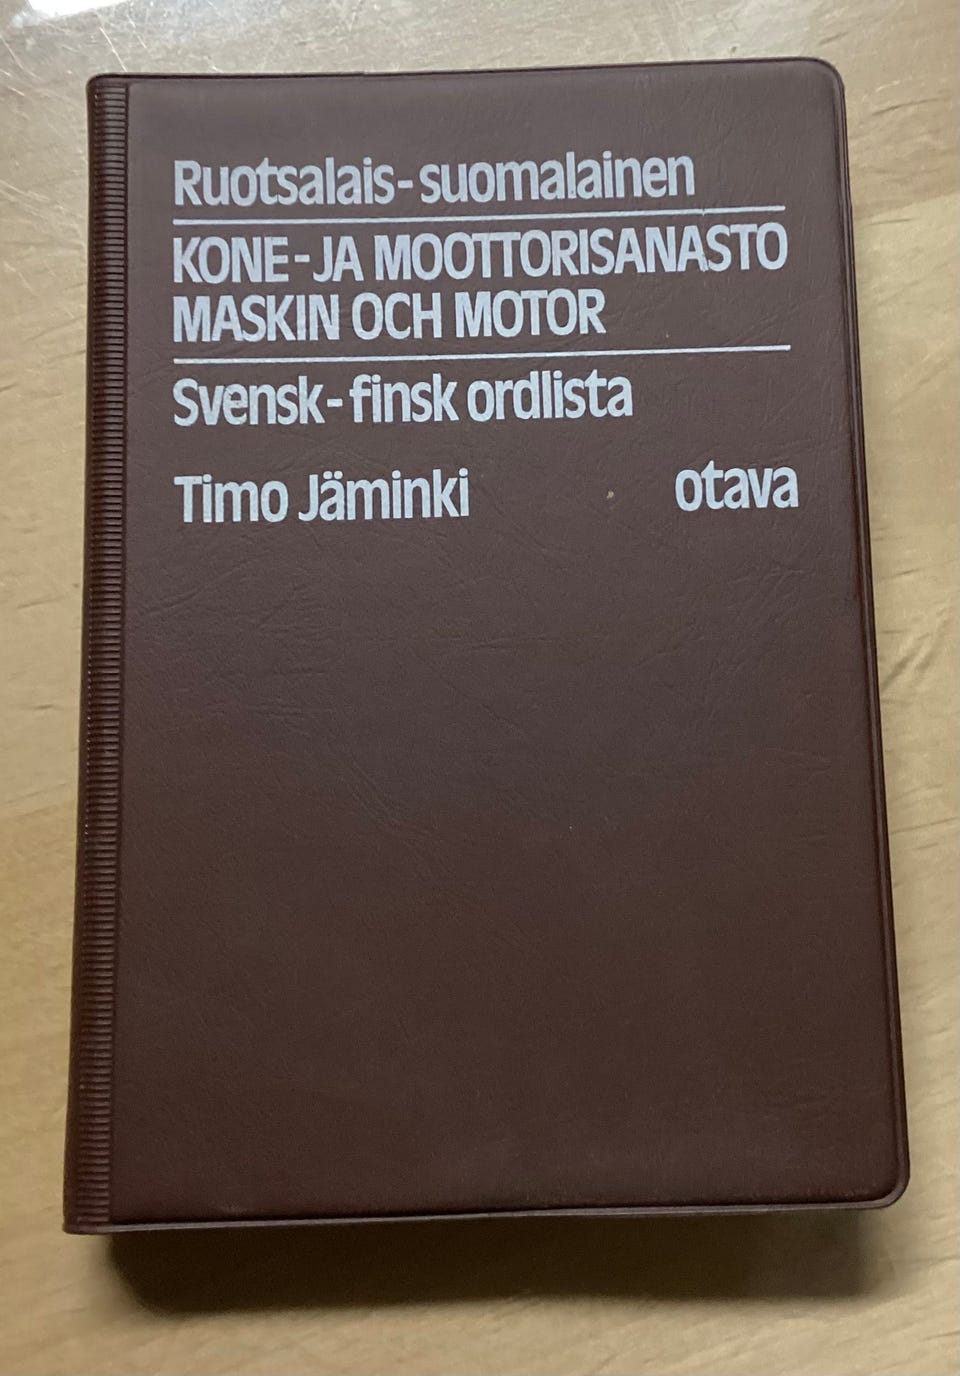 Ruotsalais-suomalainen
KONE-JA MOOTTORISANASTO
MASKIN OCH MOTOR
Svensk-finsk ordlista
Timo Jäminki otava